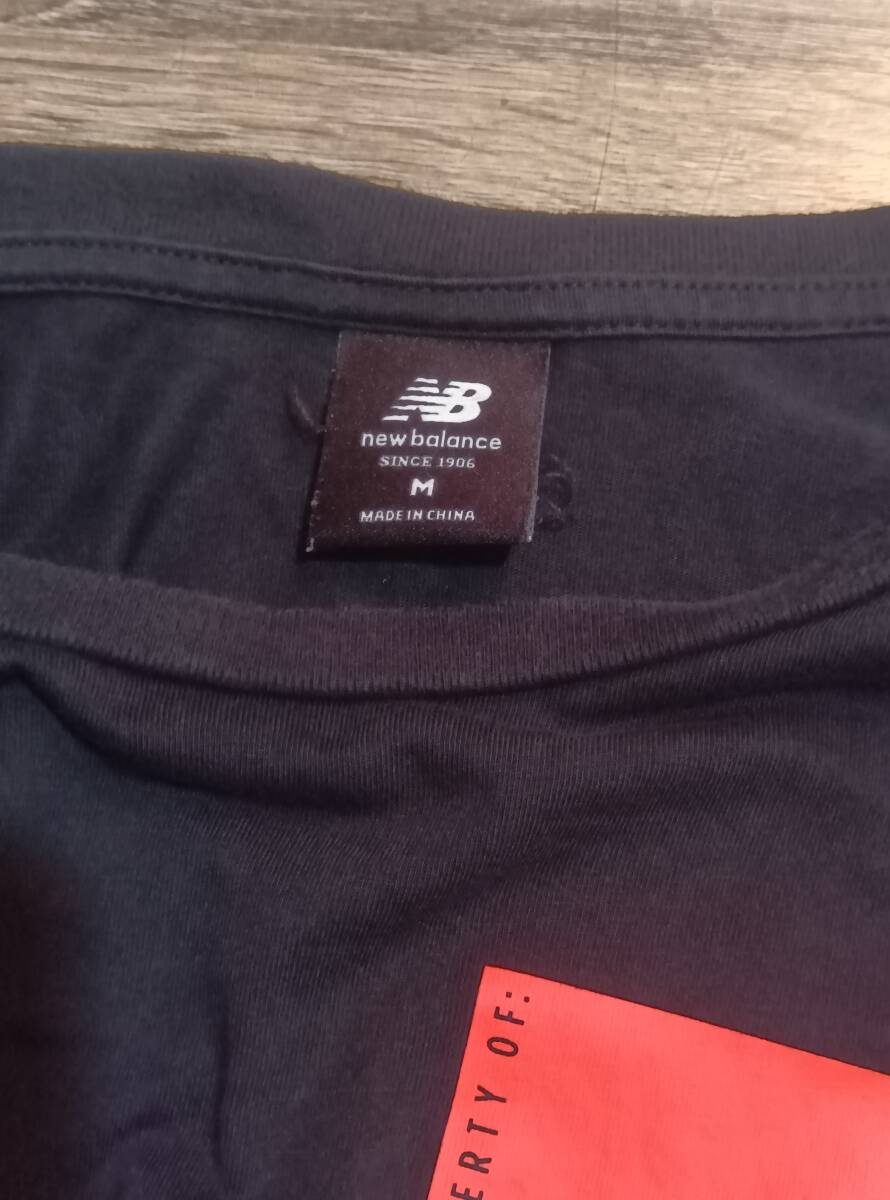 NB
new balance
SINCE 1906
M
MADE IN CHINA
ERTY OF: